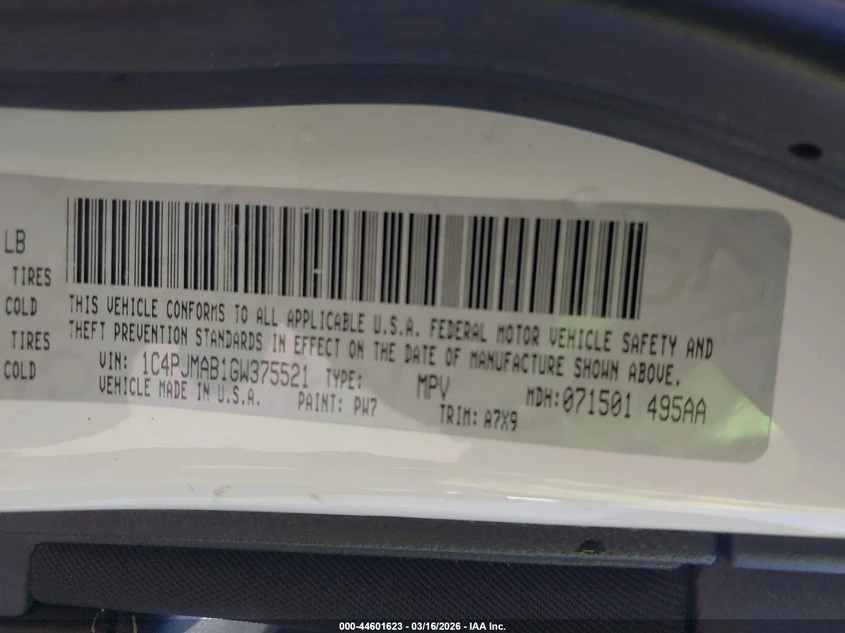 LB
TIRES
COLD
TIRES
COLD
THIS VEHICLE CONFORMS TO ALL APPLICABLE U.S.A. FEDERAL MOTOR VEHICLE SAFETY AND
THEFT PREVENTION STANDARDS IN EFFECT ON THE DATE OF MANUFACTURE SHOWN ABOVE.
VIN: 1C4PJMAB1GW375521 TYPE: MPV MDH:071501 495AA
VEHICLE MADE IN U.S.A. PAINT: PW7 TRIM: A7X9
000-44601623 - 03/16/2026 - IAA Inc.